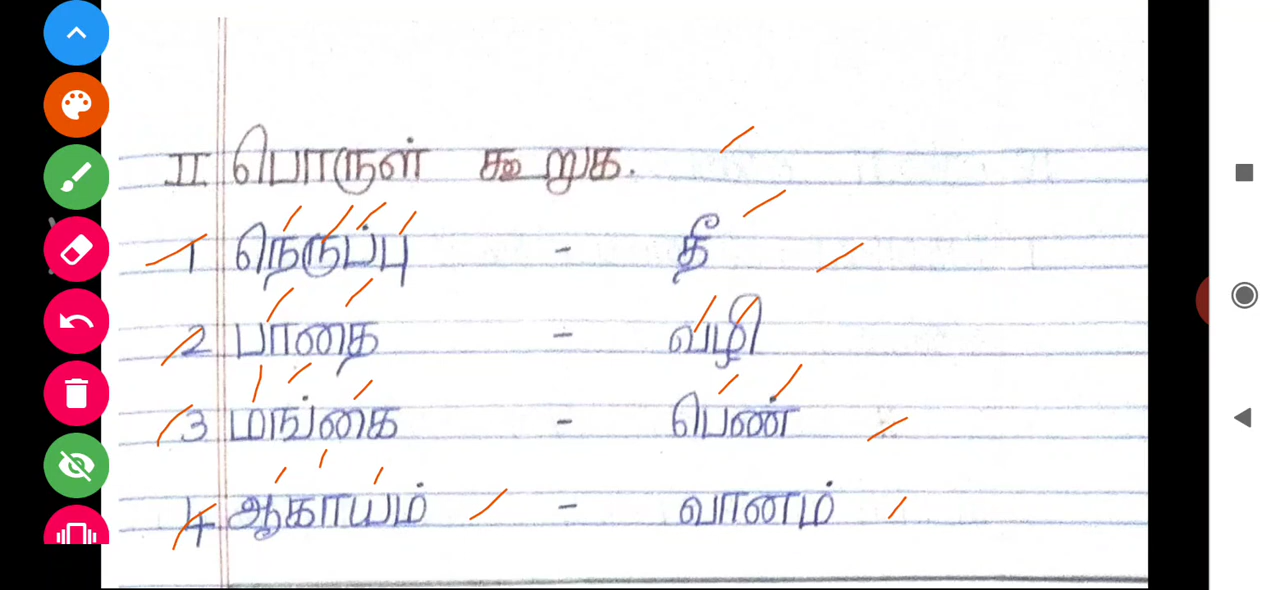 II பொருள் கூறுக.
1 நெருப்பு - தீ
2 பாதை - வழி
3 மங்கை - பெண்
4 ஆகாயம் - வானம்